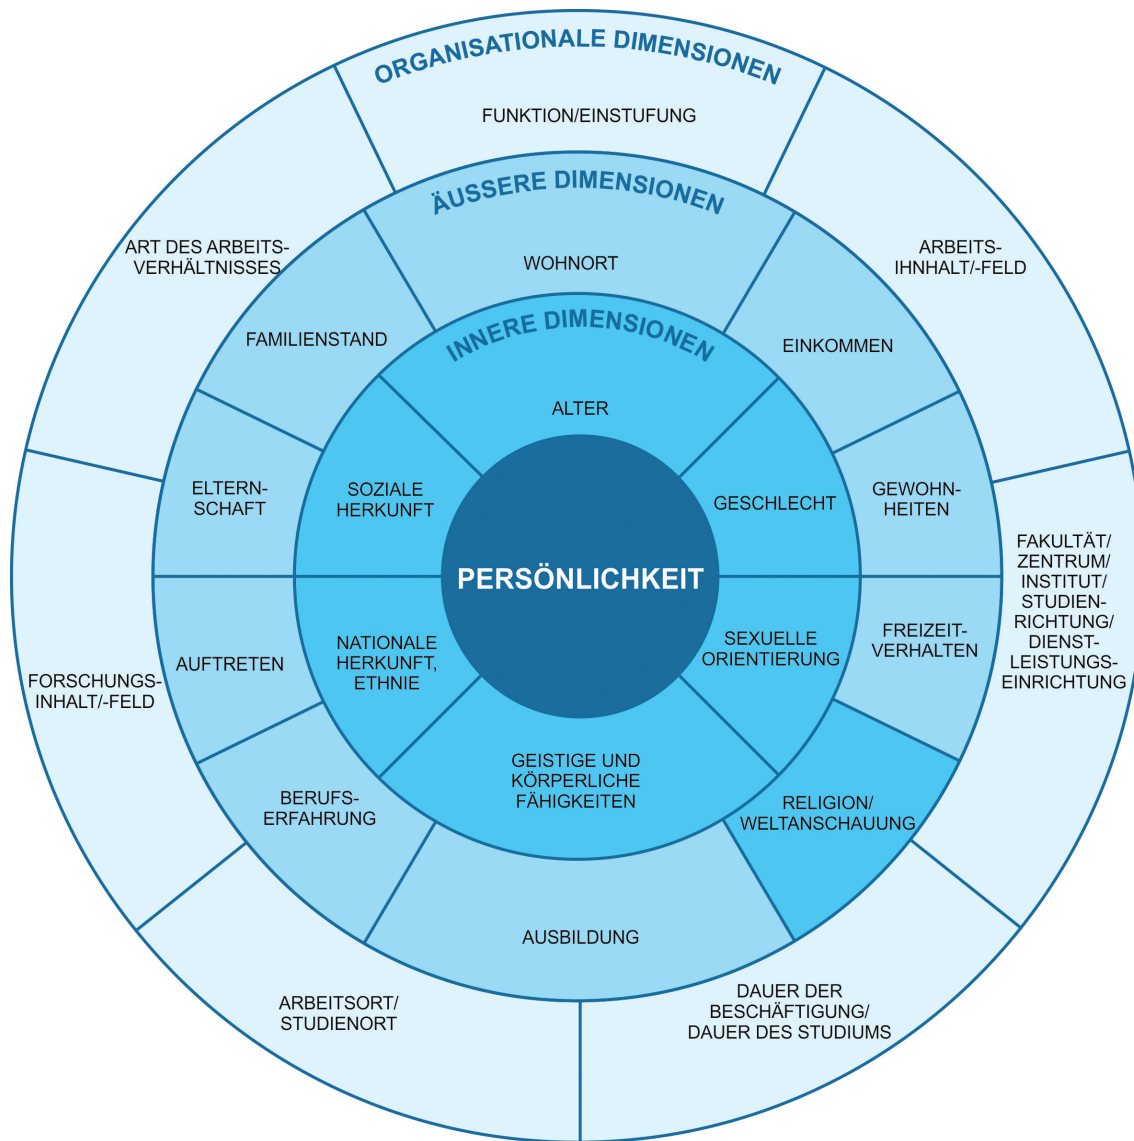 ORGANISATIONALE DIMENSIONEN
FUNKTION/EINSTUFUNG
ARBEITS-
IHNHALT/-FELD
FAKULTÄT/
ZENTRUM/
INSTITUT/
STUDIEN-
RICHTUNG/
DIENST-
LEISTUNGS-
EINRICHTUNG
DAUER DER
BESCHÄFTIGUNG/
DAUER DES STUDIUMS
ARBEITSORT/
STUDIENORT
FORSCHUNGS-
INHALT/-FELD
ART DES ARBEITS-
VERHÄLTNISSES
ÄUSSERE DIMENSIONEN
WOHNORT
EINKOMMEN
GEWOHN-
HEITEN
FREIZEIT-
VERHALTEN
RELIGION/
WELTANSCHAUUNG
AUSBILDUNG
BERUFS-
ERFAHRUNG
AUFTRETEN
ELTERN-
SCHAFT
FAMILIENSTAND
INNERE DIMENSIONEN
ALTER
GESCHLECHT
SEXUELLE
ORIENTIERUNG
GEISTIGE UND
KÖRPERLICHE
FÄHIGKEITEN
NATIONALE
HERKUNFT,
ETHNIE
SOZIALE
HERKUNFT
PERSÖNLICHKEIT